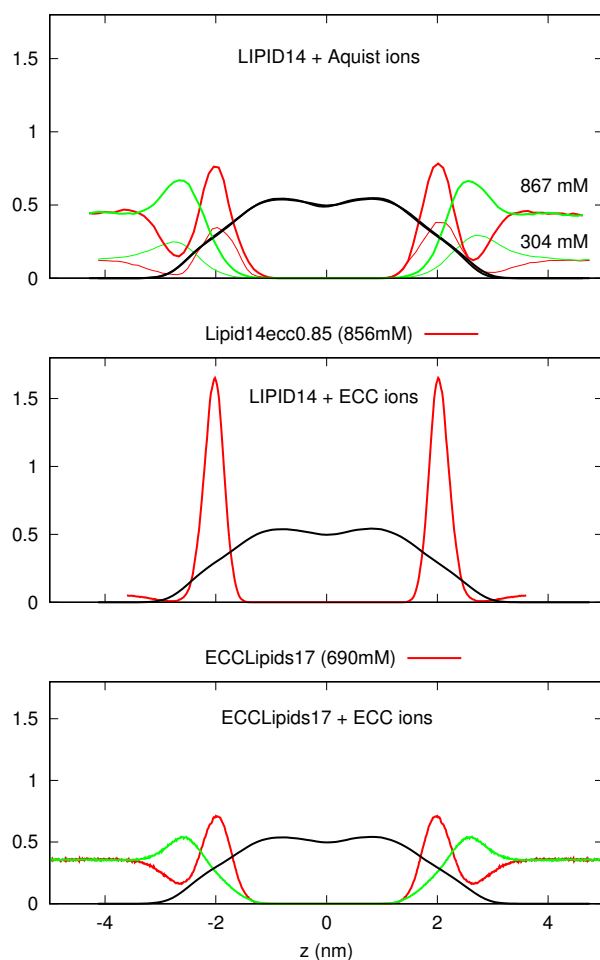 1.5
LIPID14 + Aquist ions
1
867 mM
0.5
304 mM
0
Lipid14ecc0.85 (856mM)
1.5
LIPID14 + ECC ions
1
0.5
0
ECCLipids17 (690mM)
1.5
ECCLipids17 + ECC ions
1
0.5
0
-4 -2 0 2 4
z (nm)